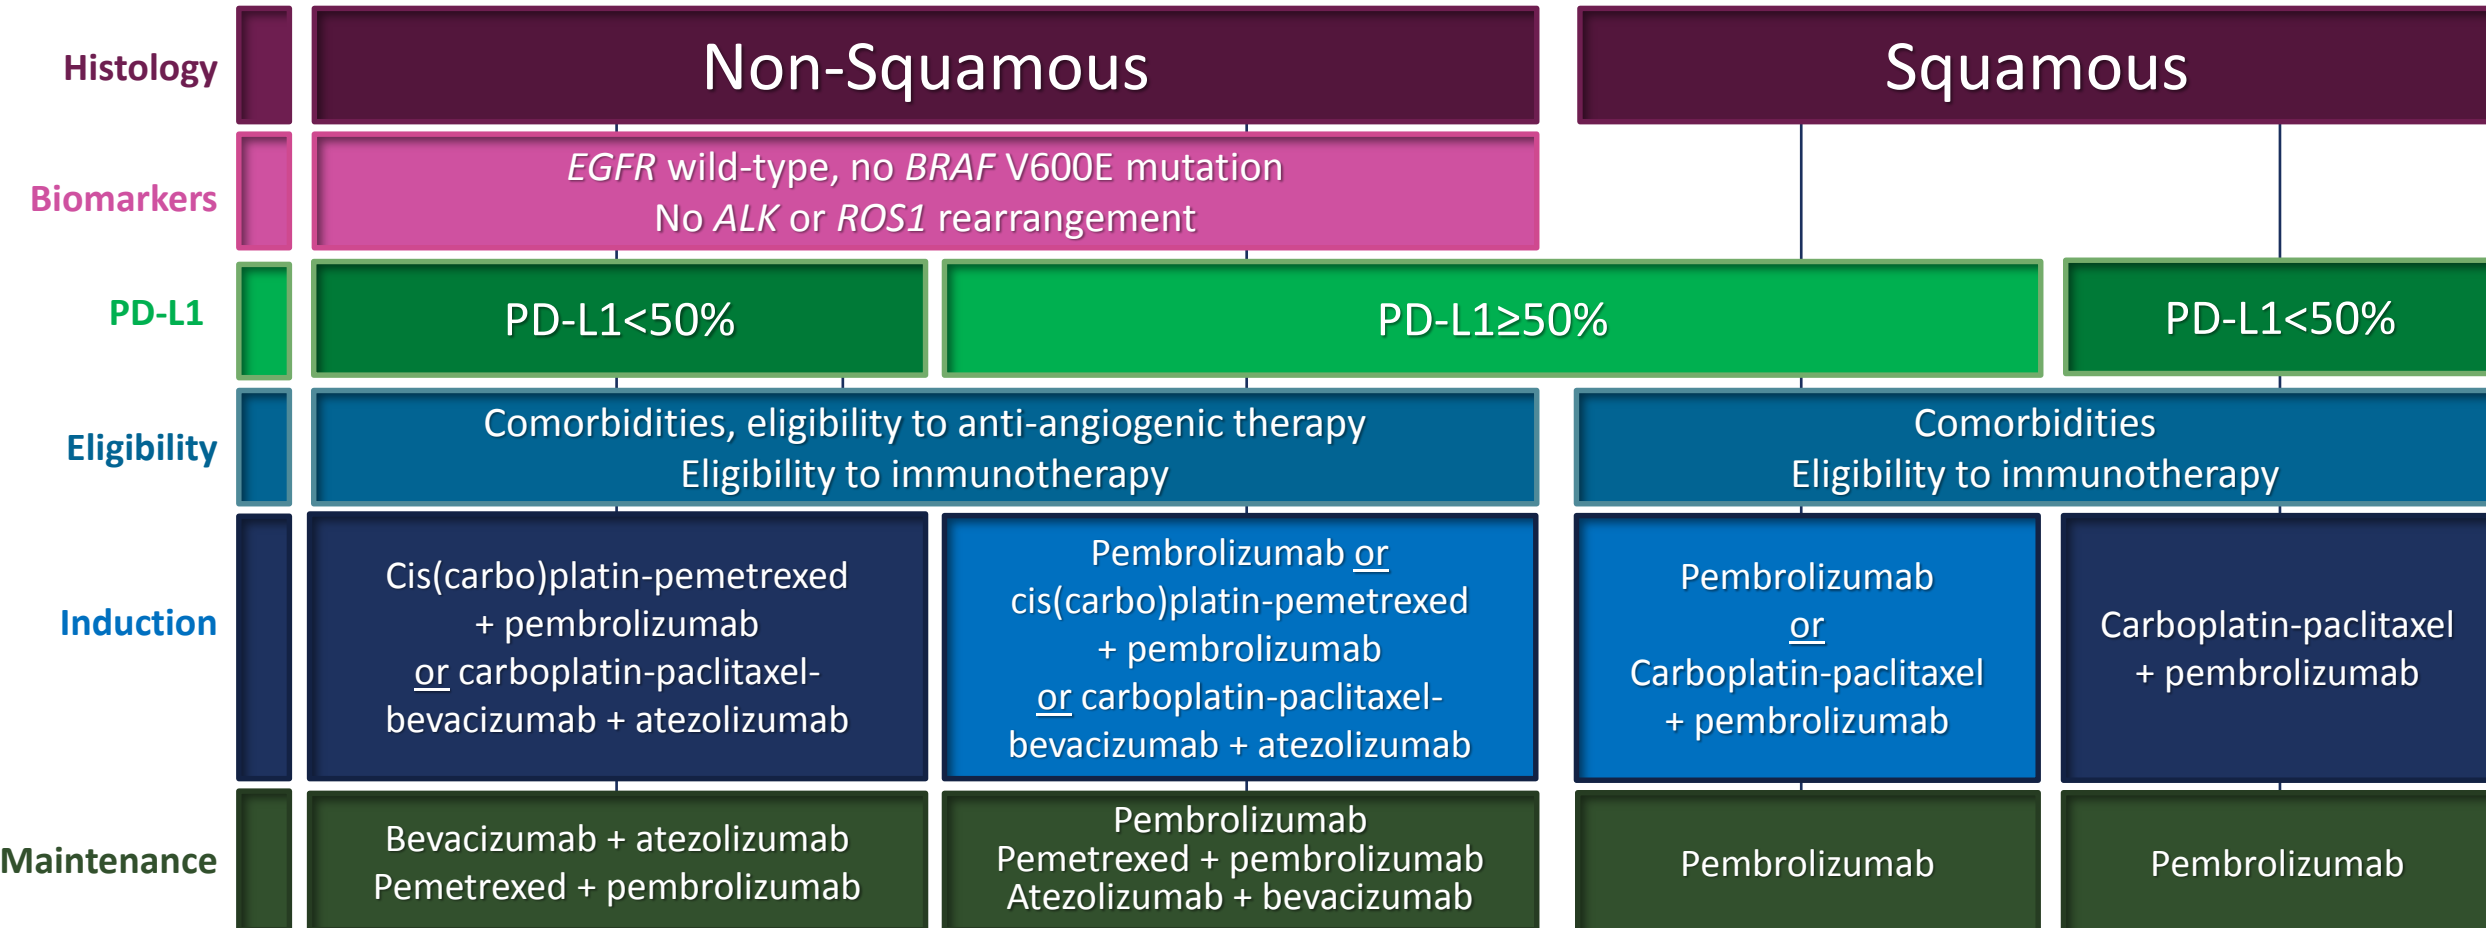 Histology
Non-Squamous
Squamous
Biomarkers
EGFR wild-type, no BRAF V600E mutation
No ALK or ROS1 rearrangement
PD-L1
PD-L1<50%
PD-L1≥50%
PD-L1<50%
Eligibility
Comorbidities, eligibility to anti-angiogenic therapy
Eligibility to immunotherapy
Comorbidities
Eligibility to immunotherapy
Induction
Cis(carbo)platin-pemetrexed
+ pembrolizumab
or carboplatin-paclitaxel-
bevacizumab + atezolizumab
Pembrolizumab or
cis(carbo)platin-pemetrexed
+ pembrolizumab
or carboplatin-paclitaxel-
bevacizumab + atezolizumab
Pembrolizumab
or
Carboplatin-paclitaxel
+ pembrolizumab
Carboplatin-paclitaxel
+ pembrolizumab
Maintenance
Bevacizumab + atezolizumab
Pemetrexed + pembrolizumab
Pembrolizumab
Pemetrexed + pembrolizumab
Atezolizumab + bevacizumab
Pembrolizumab
Pembrolizumab